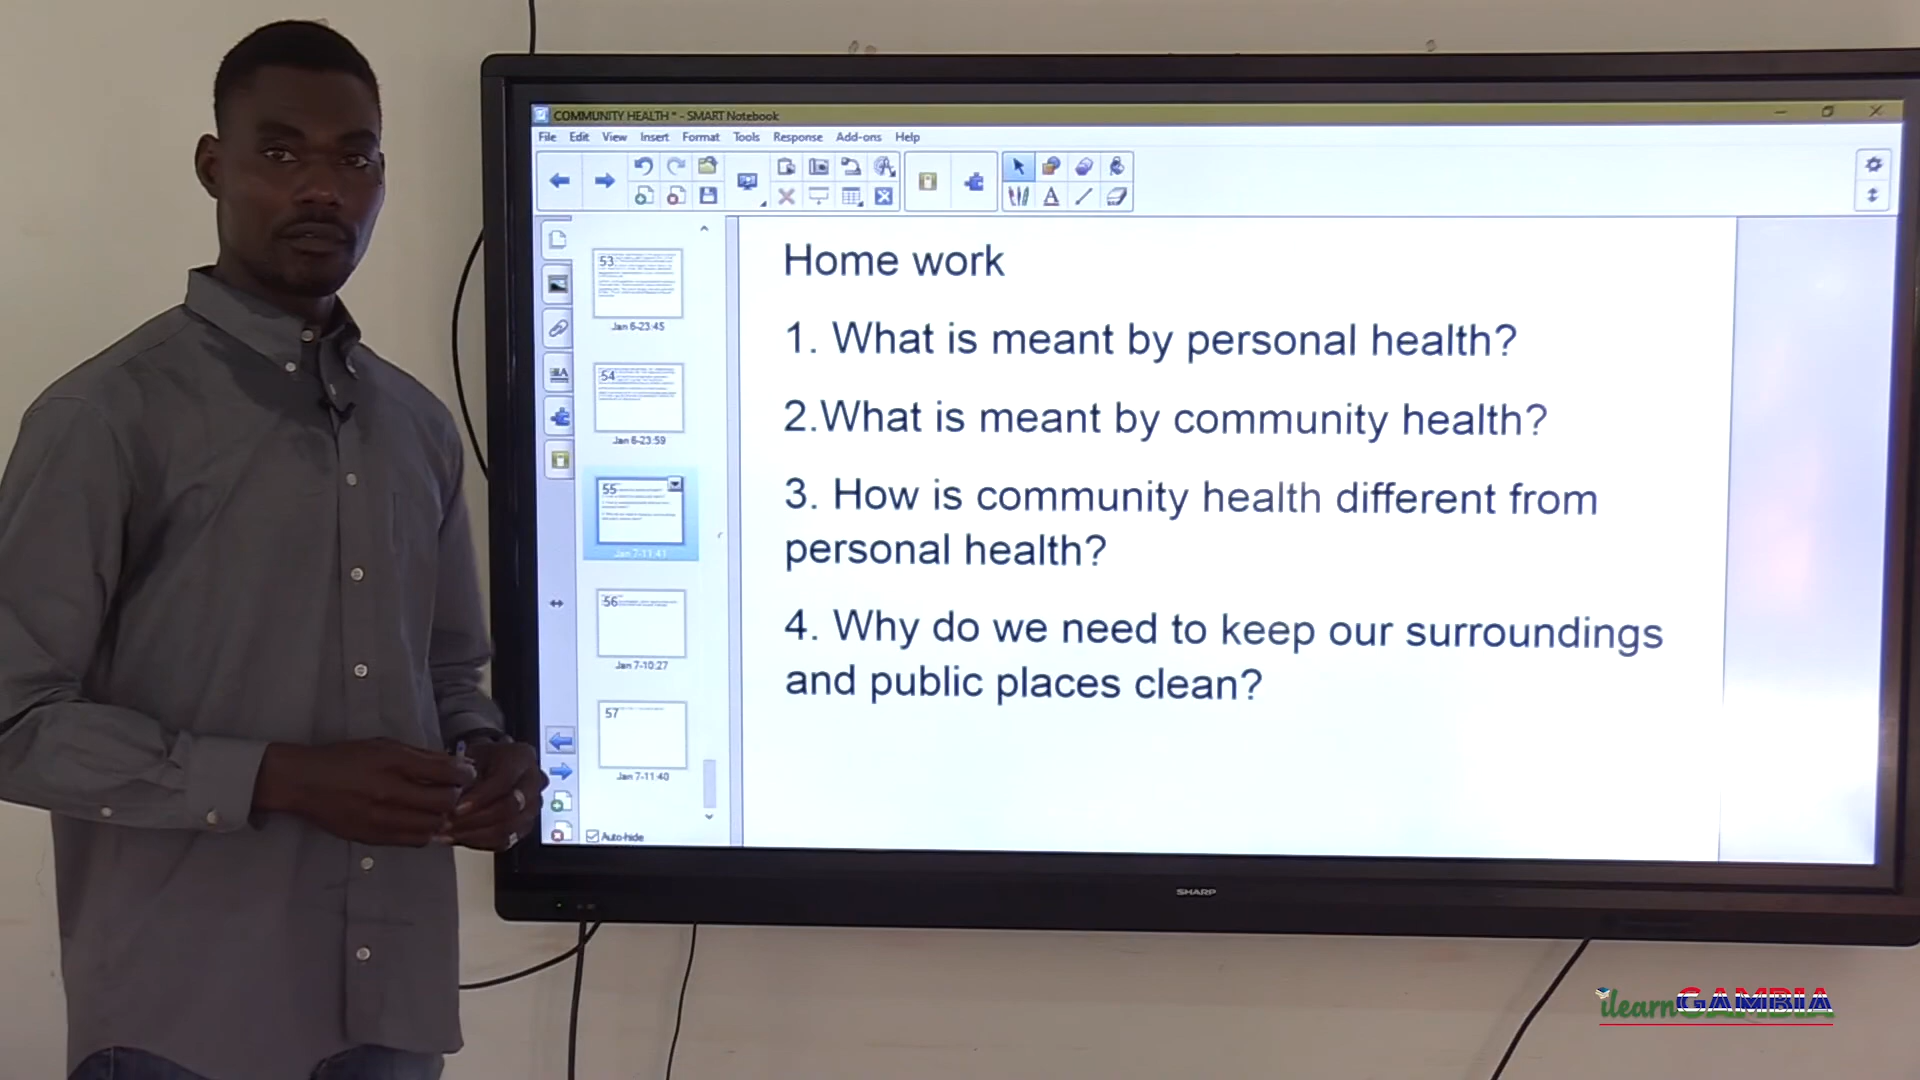 COMMUNITY HEALTH * - SMART Notebook
File Edit View Insert Format Tools Response Add-ons Help
53
Jan 6-23:45
54
Jan 6-23:59
55
Jan 7-11:41
56
Jan 7-10:27
57
Jan 7-11:40
Auto-hide
Home work
1. What is meant by personal health?
2.What is meant by community health?
3. How is community health different from
personal health?
4. Why do we need to keep our surroundings
and public places clean?
SHARP
ilearnGAMBIA